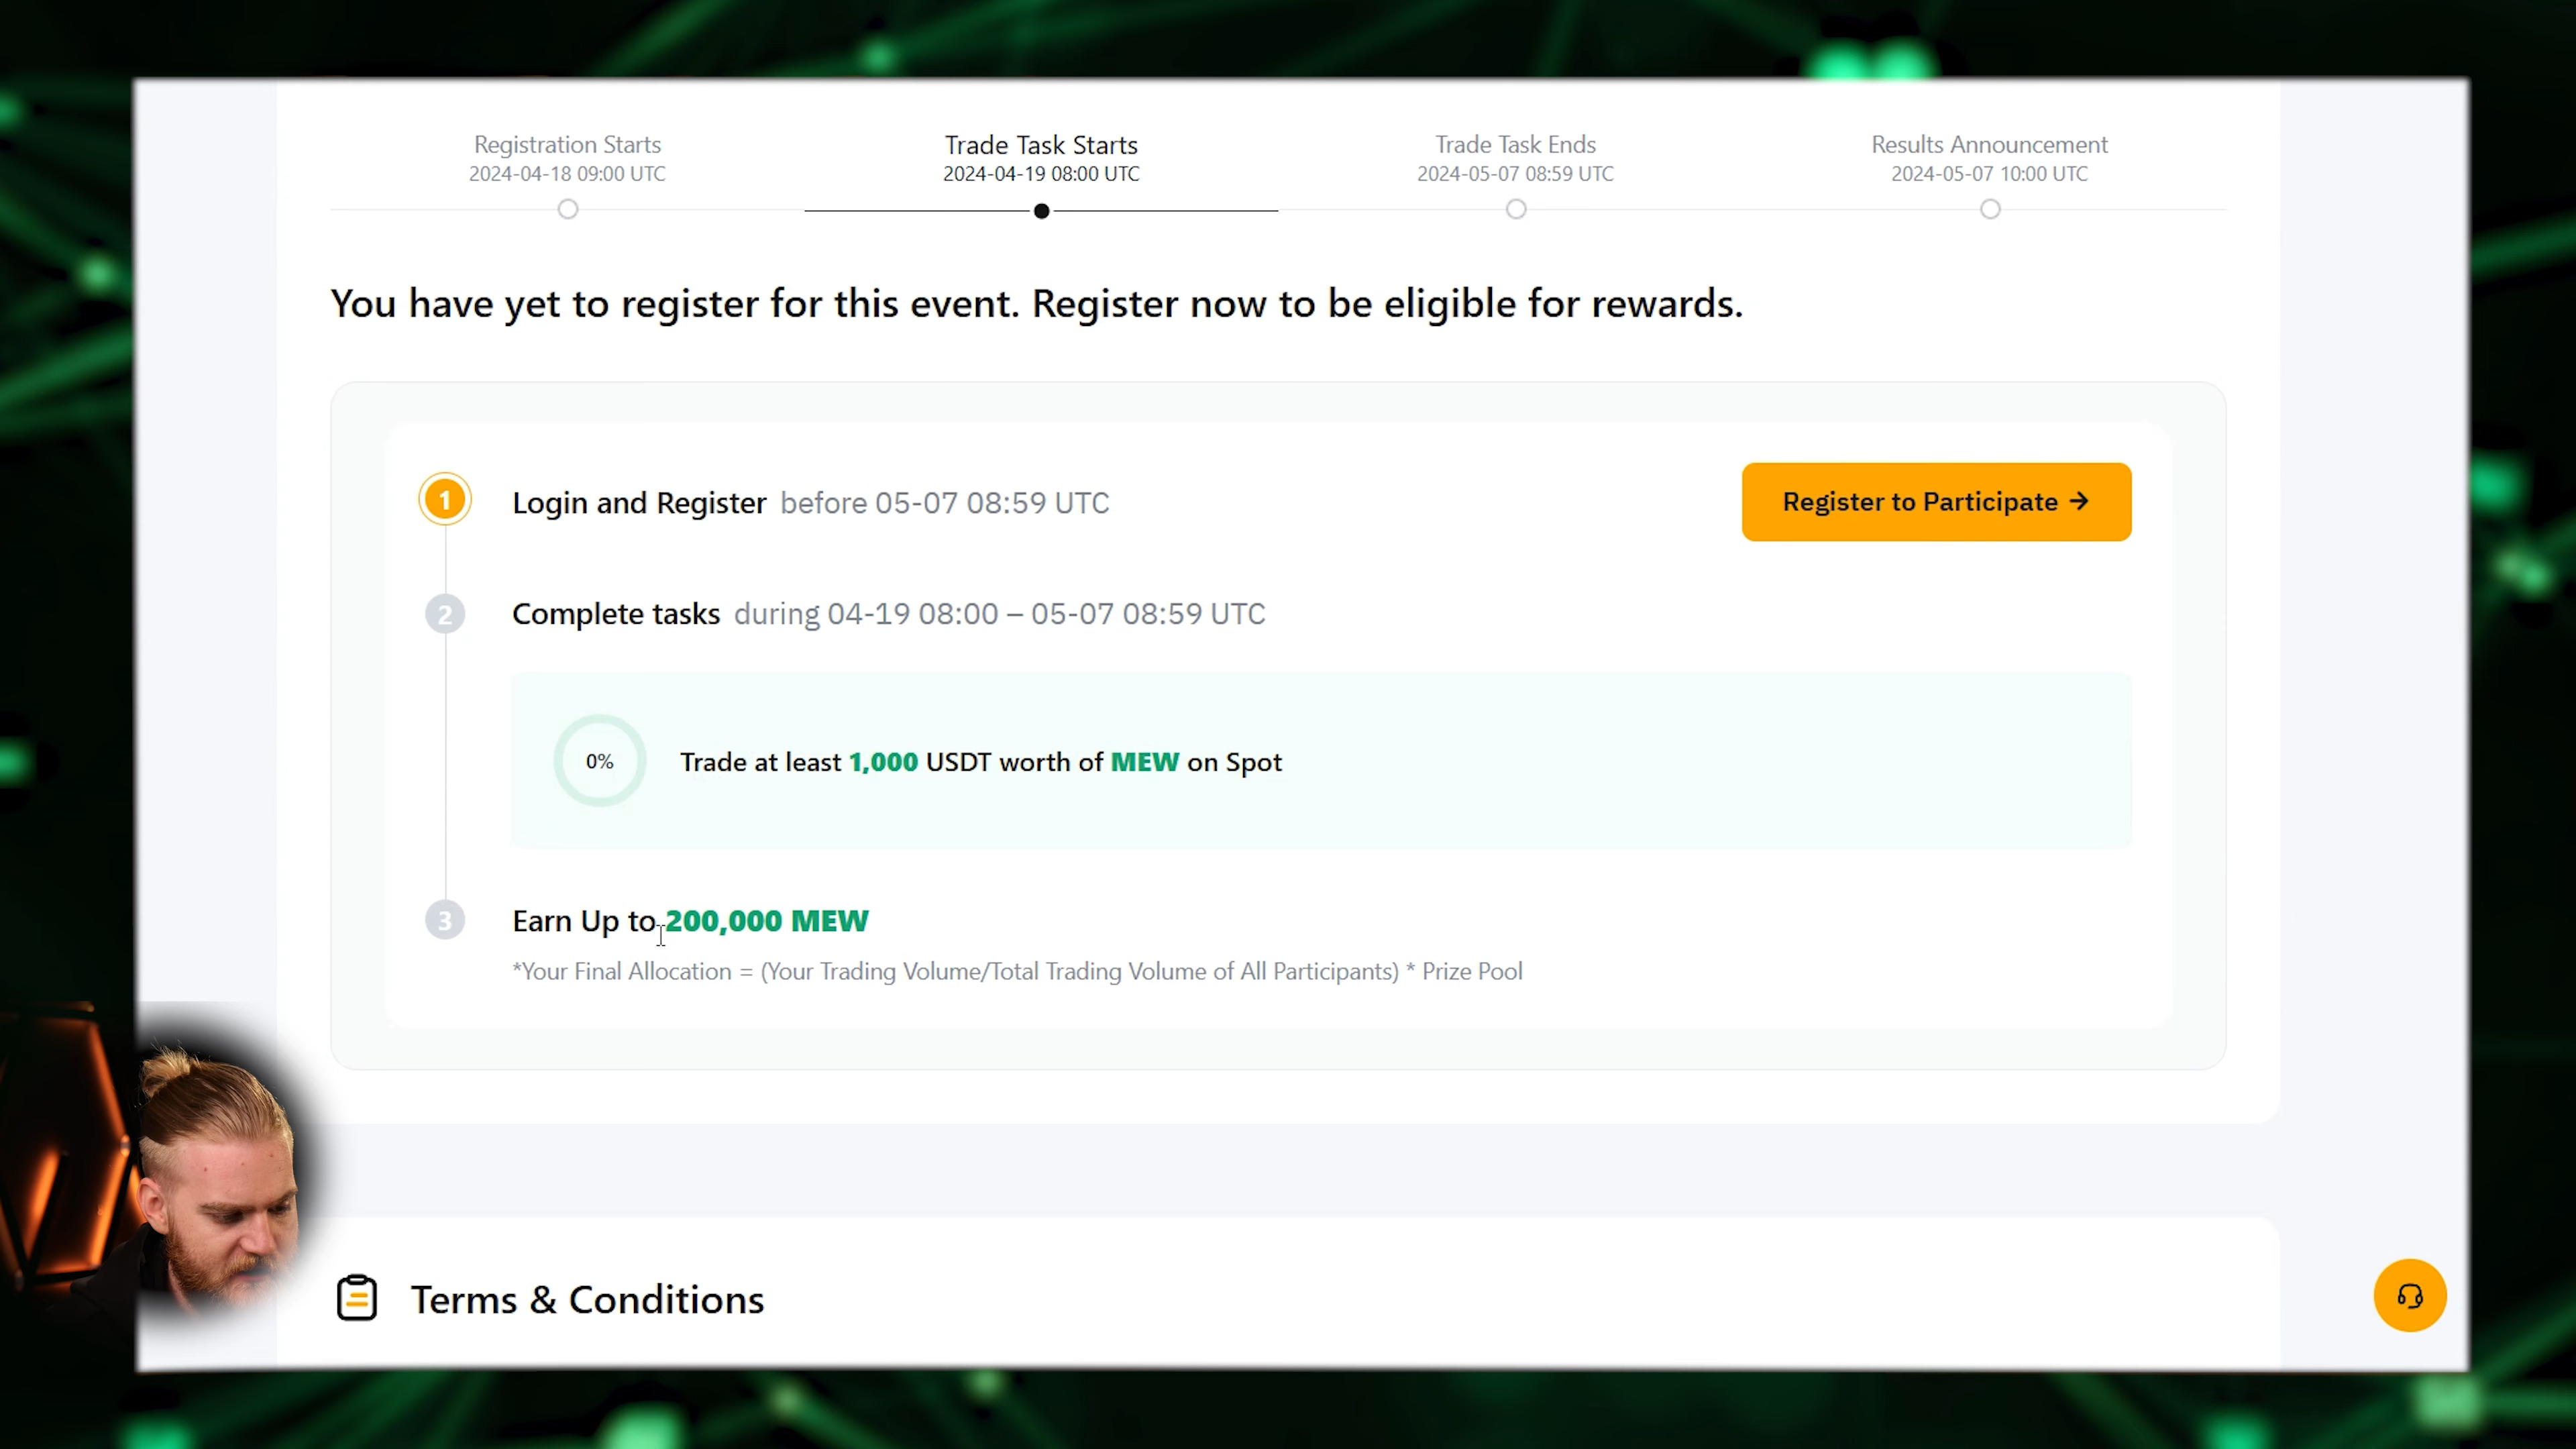 Registration Starts
2024-04-18 09:00 UTC
Trade Task Starts
2024-04-19 08:00 UTC
Trade Task Ends
2024-05-07 08:59 UTC
Results Announcement
2024-05-07 10:00 UTC
You have yet to register for this event. Register now to be eligible for rewards.
1
Login and Register before 05-07 08:59 UTC
Register to Participate →
2
Complete tasks during 04-19 08:00 – 05-07 08:59 UTC
0%
Trade at least 1,000 USDT worth of MEW on Spot
3
Earn Up to 200,000 MEW
*Your Final Allocation = (Your Trading Volume/Total Trading Volume of All Participants) * Prize Pool
Terms & Conditions